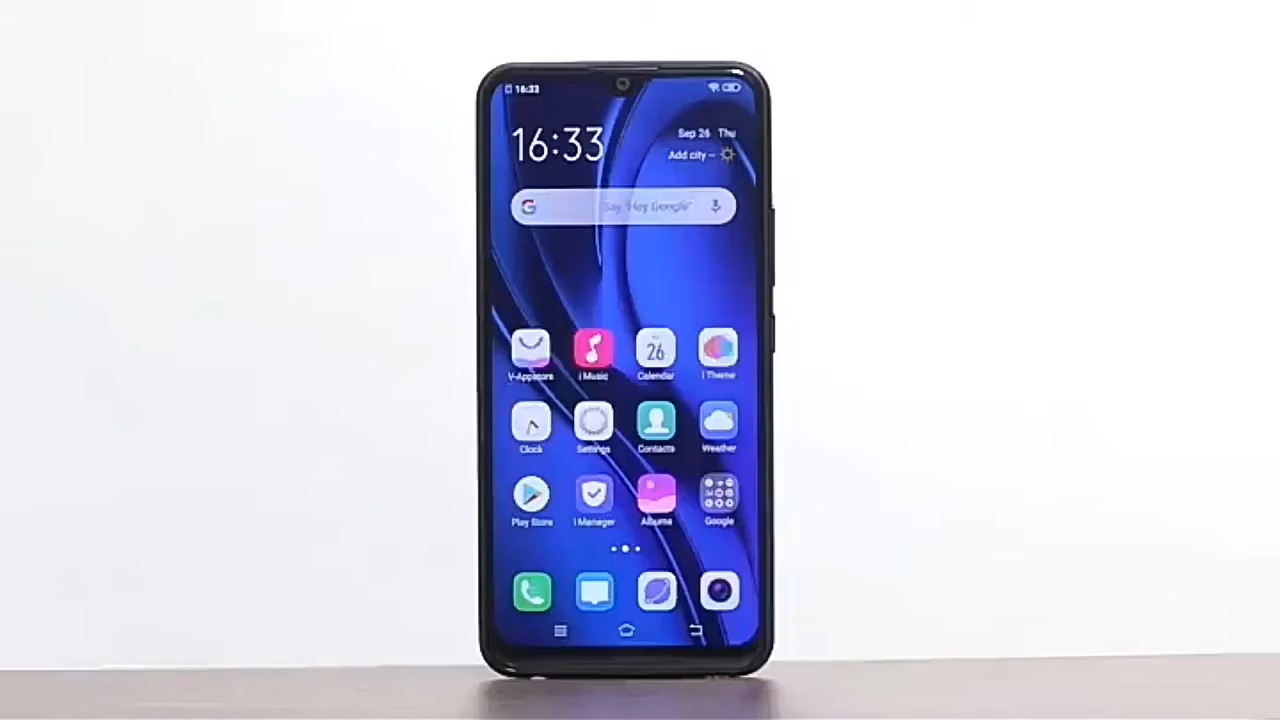 16:33
16:33
Sep 26 Thu
Add city –
Say "Hey Google"
26
V-Appstore
i Music
Calendar
i Theme
Clock
Settings
Contacts
Weather
Play Store
i Manager
Albums
Google